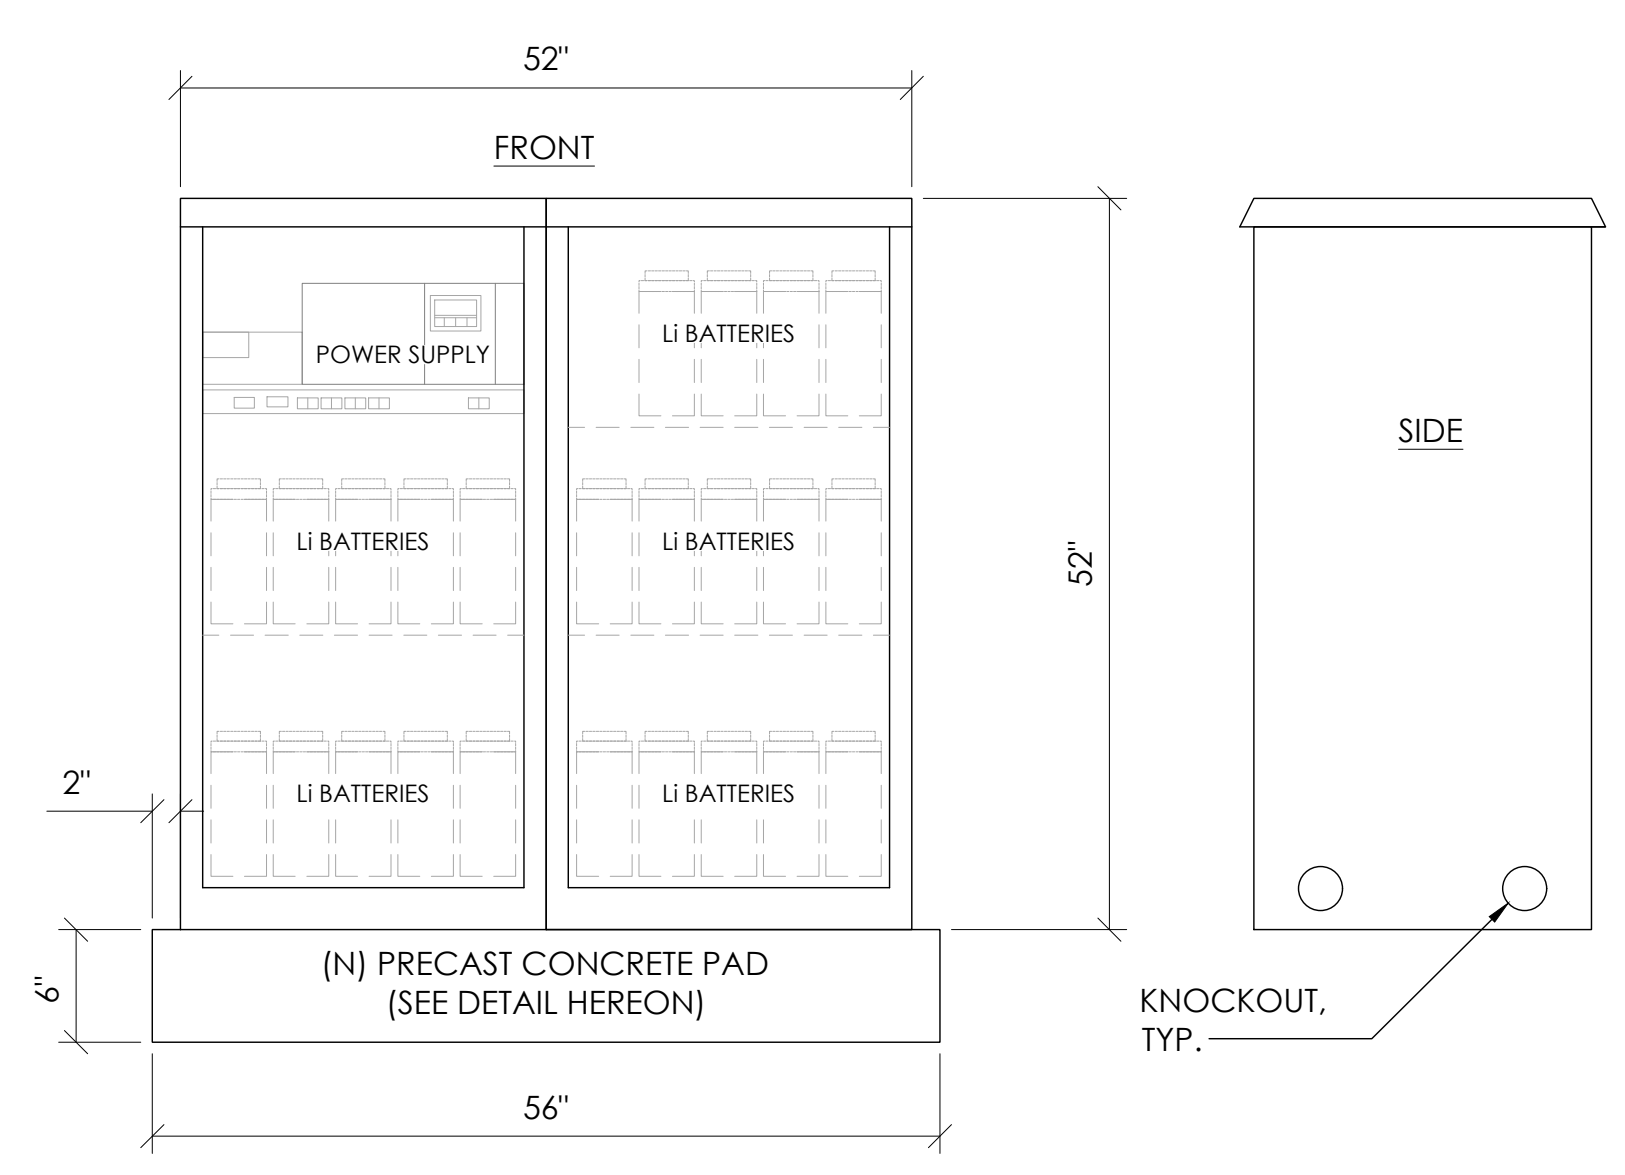 52"
FRONT
POWER SUPPLY
Li BATTERIES
Li BATTERIES
Li BATTERIES
Li BATTERIES
Li BATTERIES
SIDE
52"
2"
6"
(N) PRECAST CONCRETE PAD
(SEE DETAIL HEREON)
KNOCKOUT,
TYP.
56"